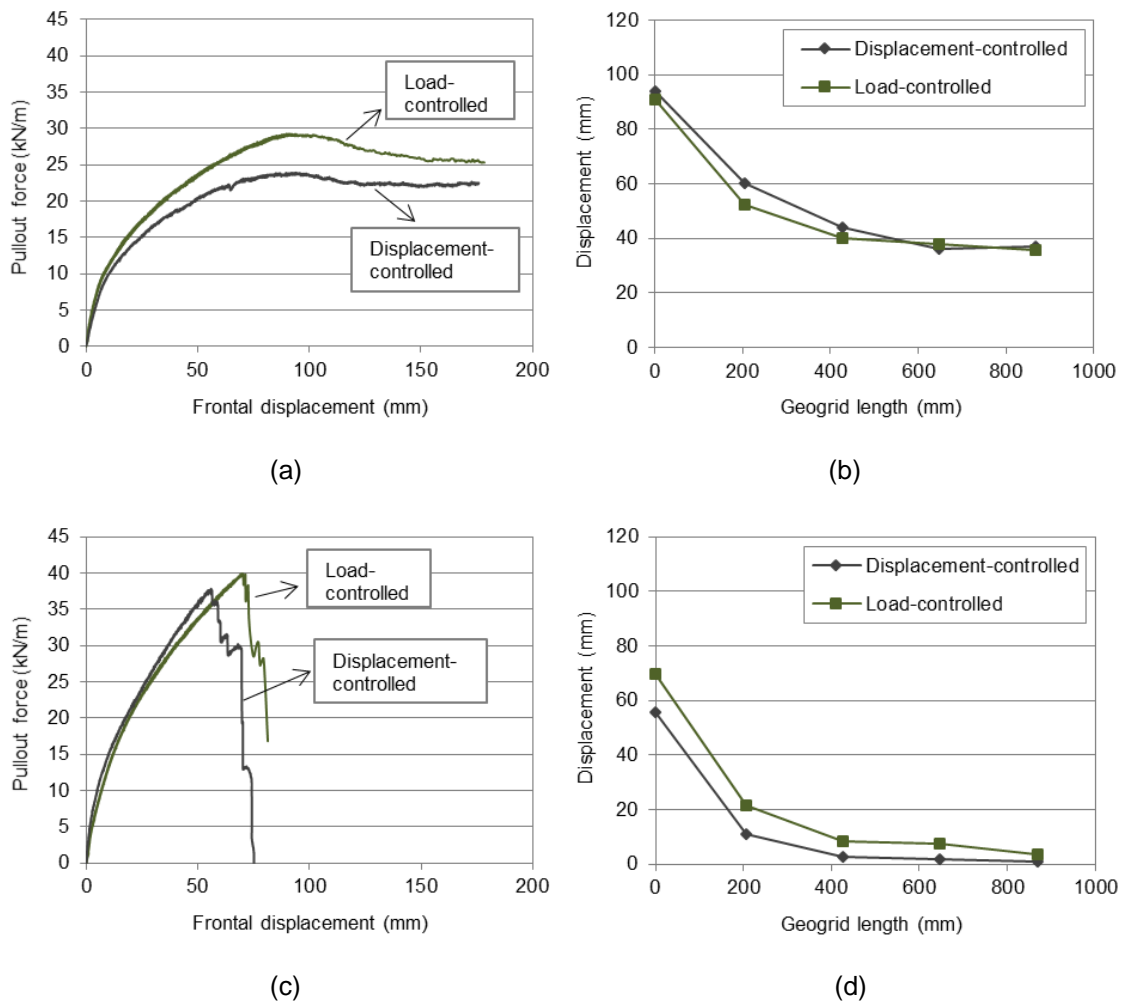 45
40
35
30
25
20
15
10
5
0
Pullout force (kN/m)
Load-
controlled
Displacement-
controlled
0 50 100 150 200
Frontal displacement (mm)
(a)
120
100
80
60
40
20
0
Displacement (mm)
Displacement-controlled
Load-controlled
0 200 400 600 800 1000
Geogrid length (mm)
(b)
45
40
35
30
25
20
15
10
5
0
Pullout force (kN/m)
Load-
controlled
Displacement-
controlled
0 50 100 150 200
Frontal displacement (mm)
(c)
120
100
80
60
40
20
0
Displacement (mm)
Displacement-controlled
Load-controlled
0 200 400 600 800 1000
Geogrid length (mm)
(d)